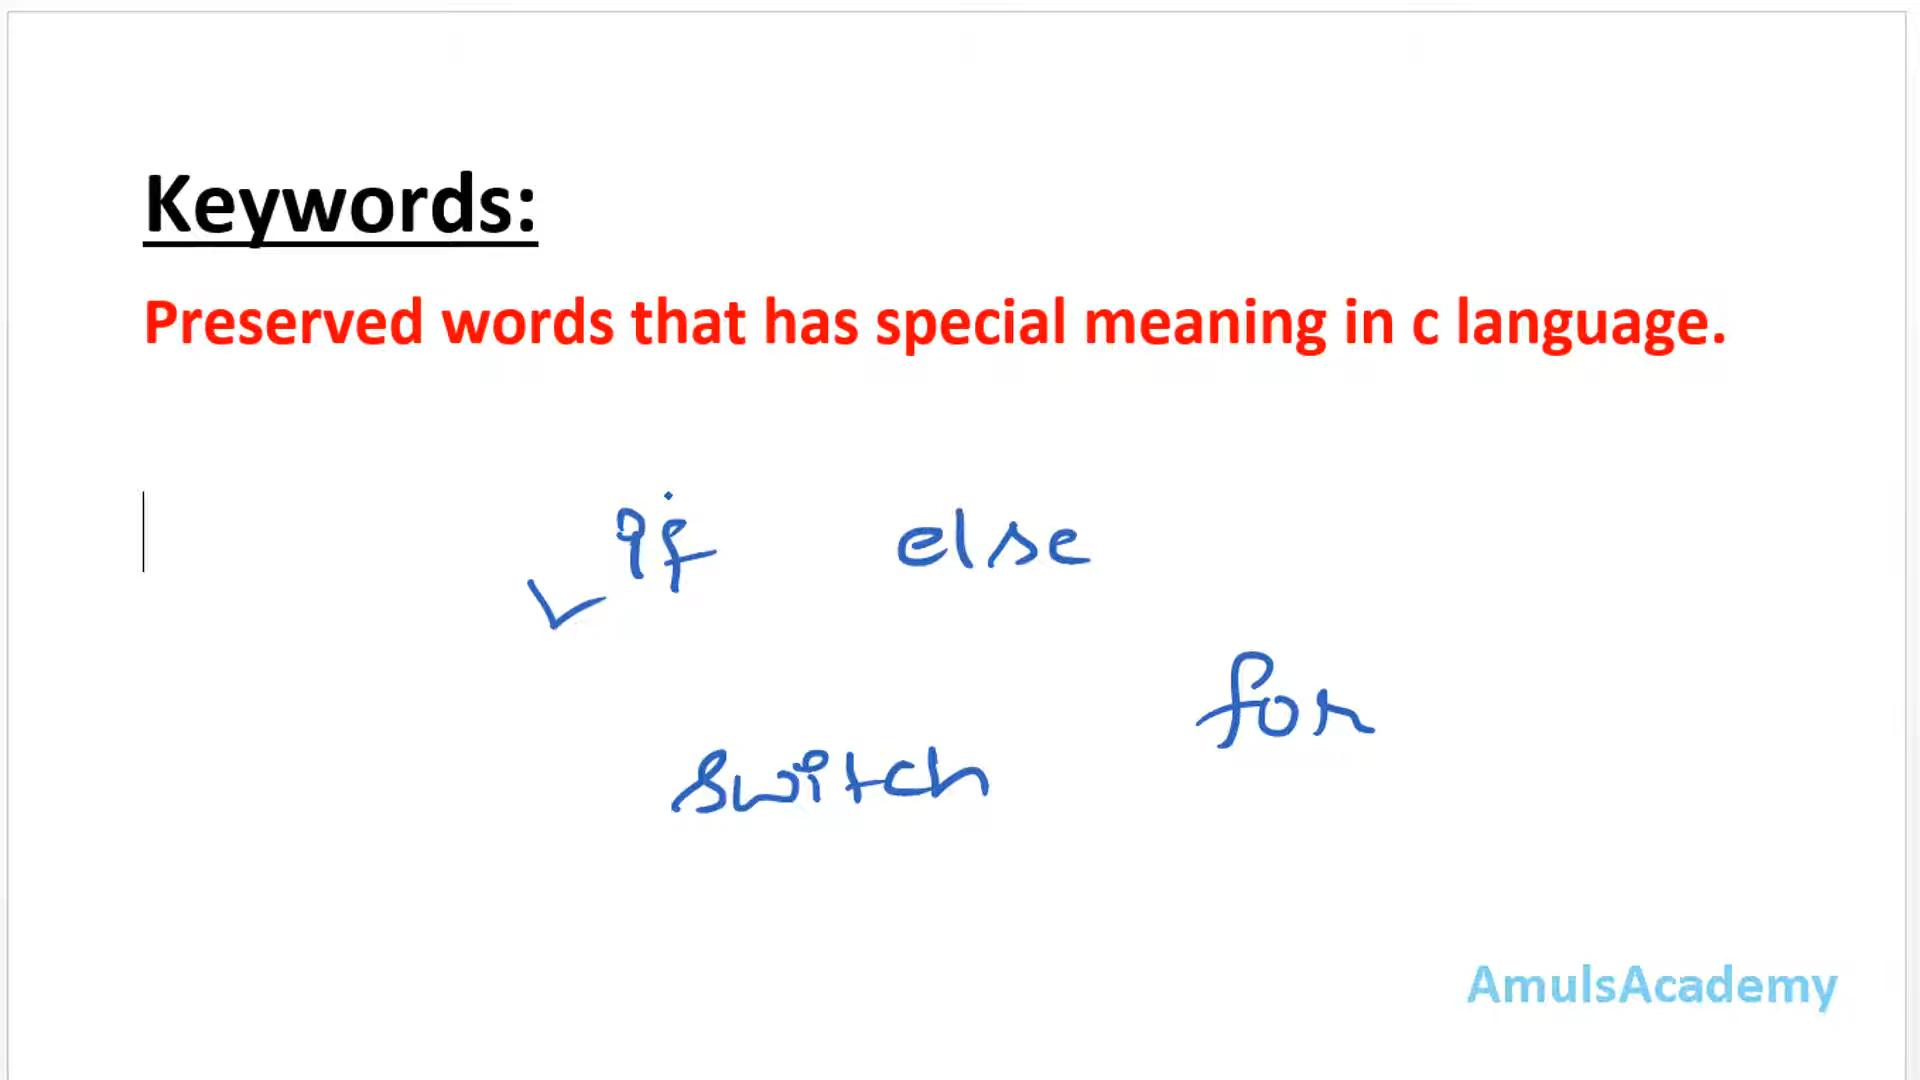 Keywords:
Preserved words that has special meaning in c language.
if else
for
switch
AmulsAcademy